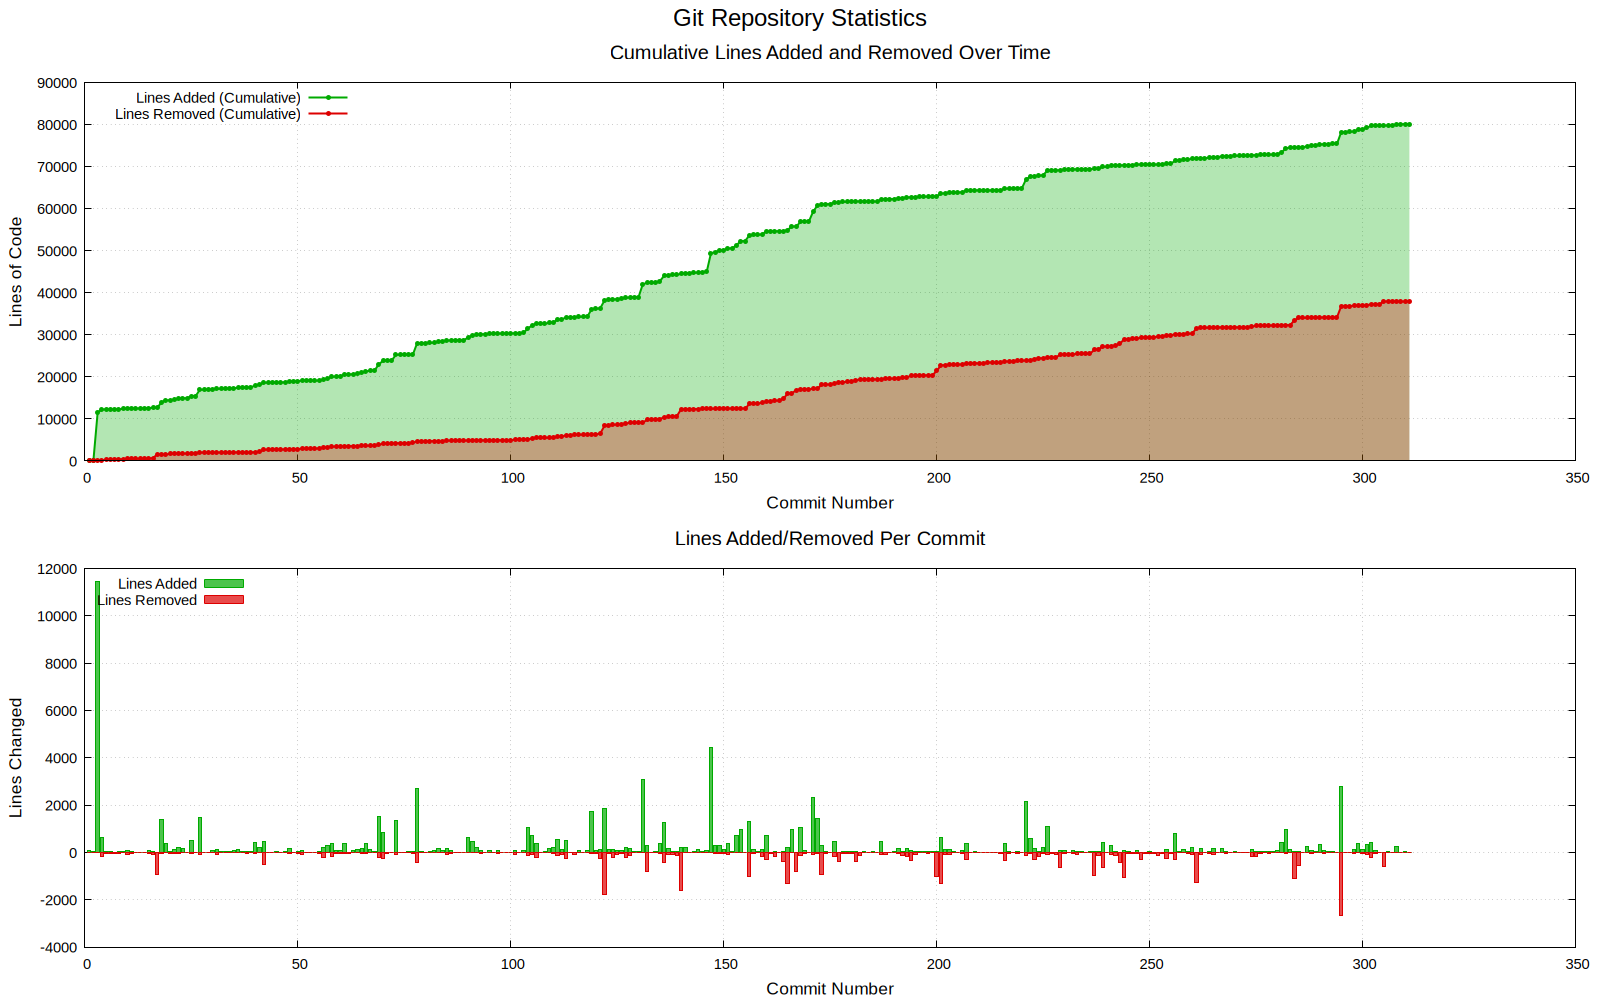 Git Repository Statistics
Cumulative Lines Added and Removed Over Time
90000
80000
70000
60000
50000
40000
30000
20000
10000
0
Lines of Code
Lines Added (Cumulative)
Lines Removed (Cumulative)
0 50 100 150 200 250 300 350
Commit Number
Lines Added/Removed Per Commit
12000
10000
8000
6000
4000
2000
0
-2000
-4000
Lines Changed
Lines Added
Lines Removed
0 50 100 150 200 250 300 350
Commit Number